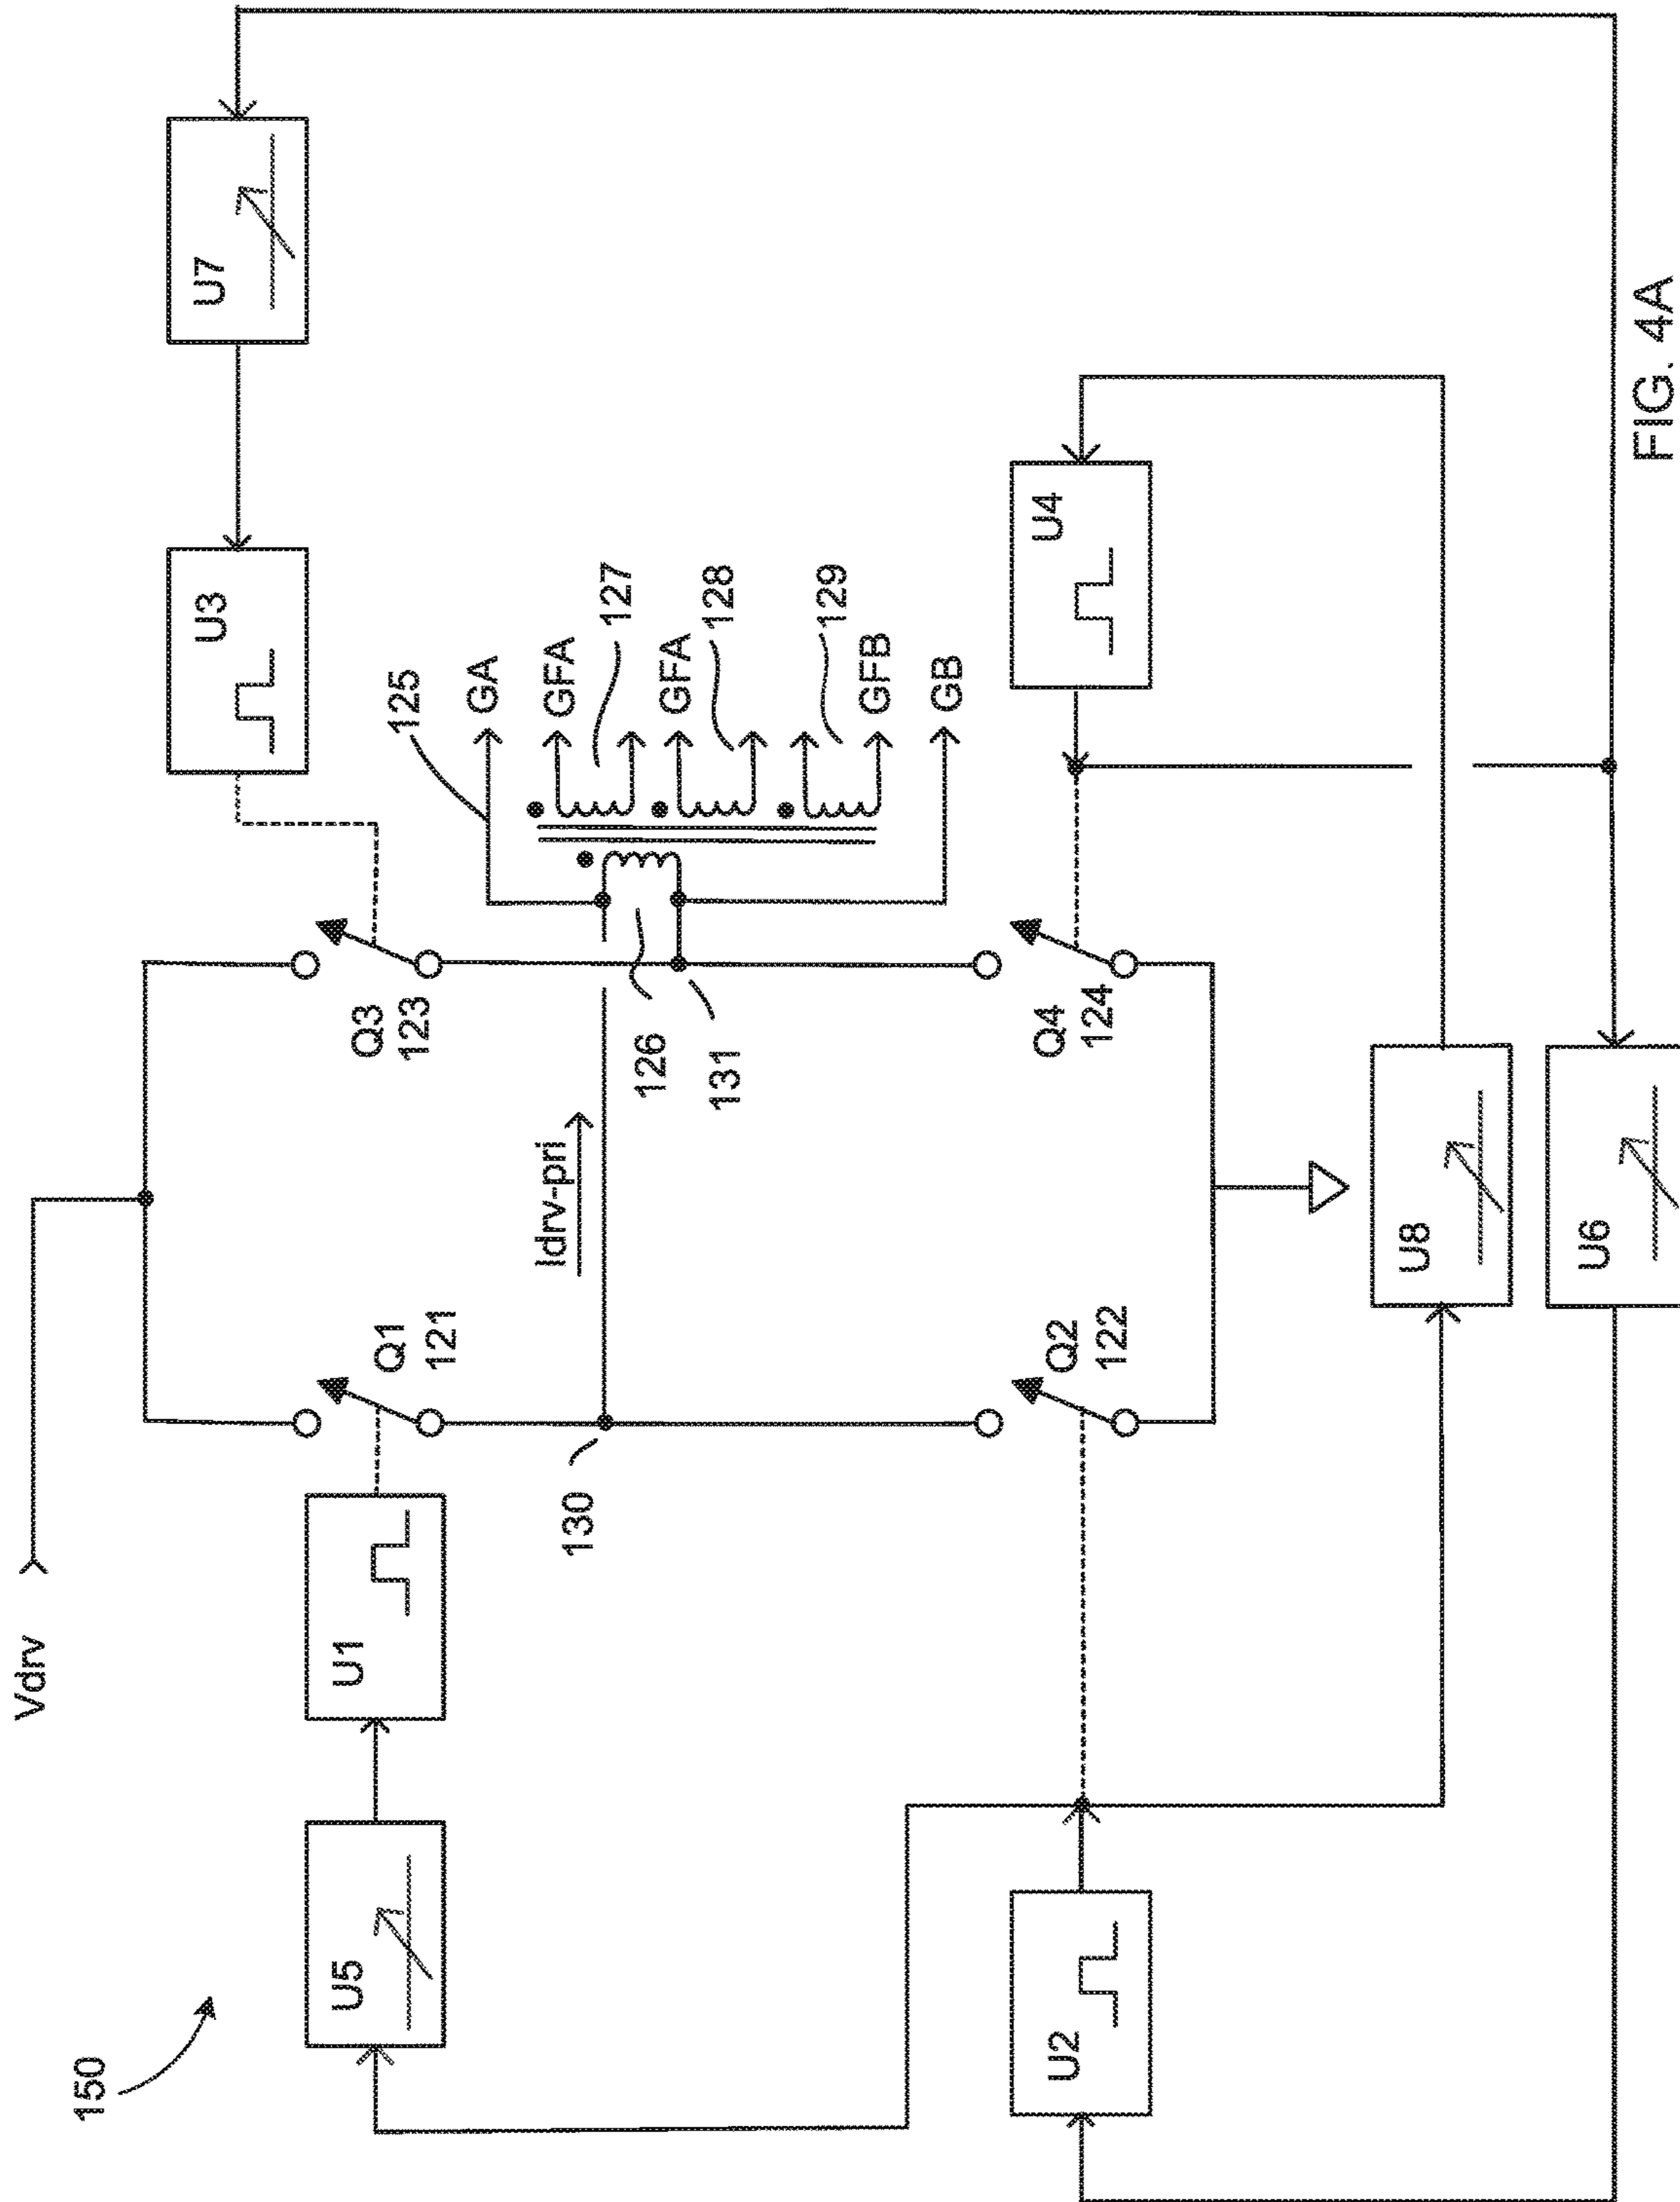 150
Vdrv
U5
U1
Q1
121
Q3
123
U3
U7
130
Idrv-pri
125
GA
GFA
127
GFA
128
129
GFB
GB
126
131
U2
Q2
122
Q4
124
U4
U8
U6
FIG. 4A